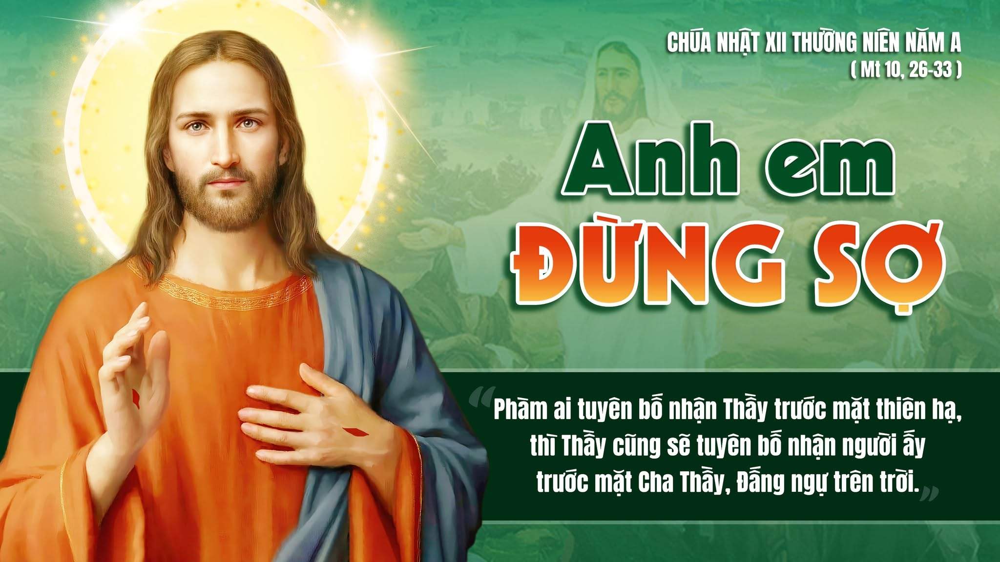 CHÚA NHẬT XII THƯỜNG NIÊN NĂM A
( Mt 10, 26-33 )
Anh em
ĐỪNG SỢ
“Phàm ai tuyên bố nhận Thầy trước mặt thiên hạ,
thì Thầy cũng sẽ tuyên bố nhận người ấy
trước mặt Cha Thầy, Đấng ngự trên trời.”